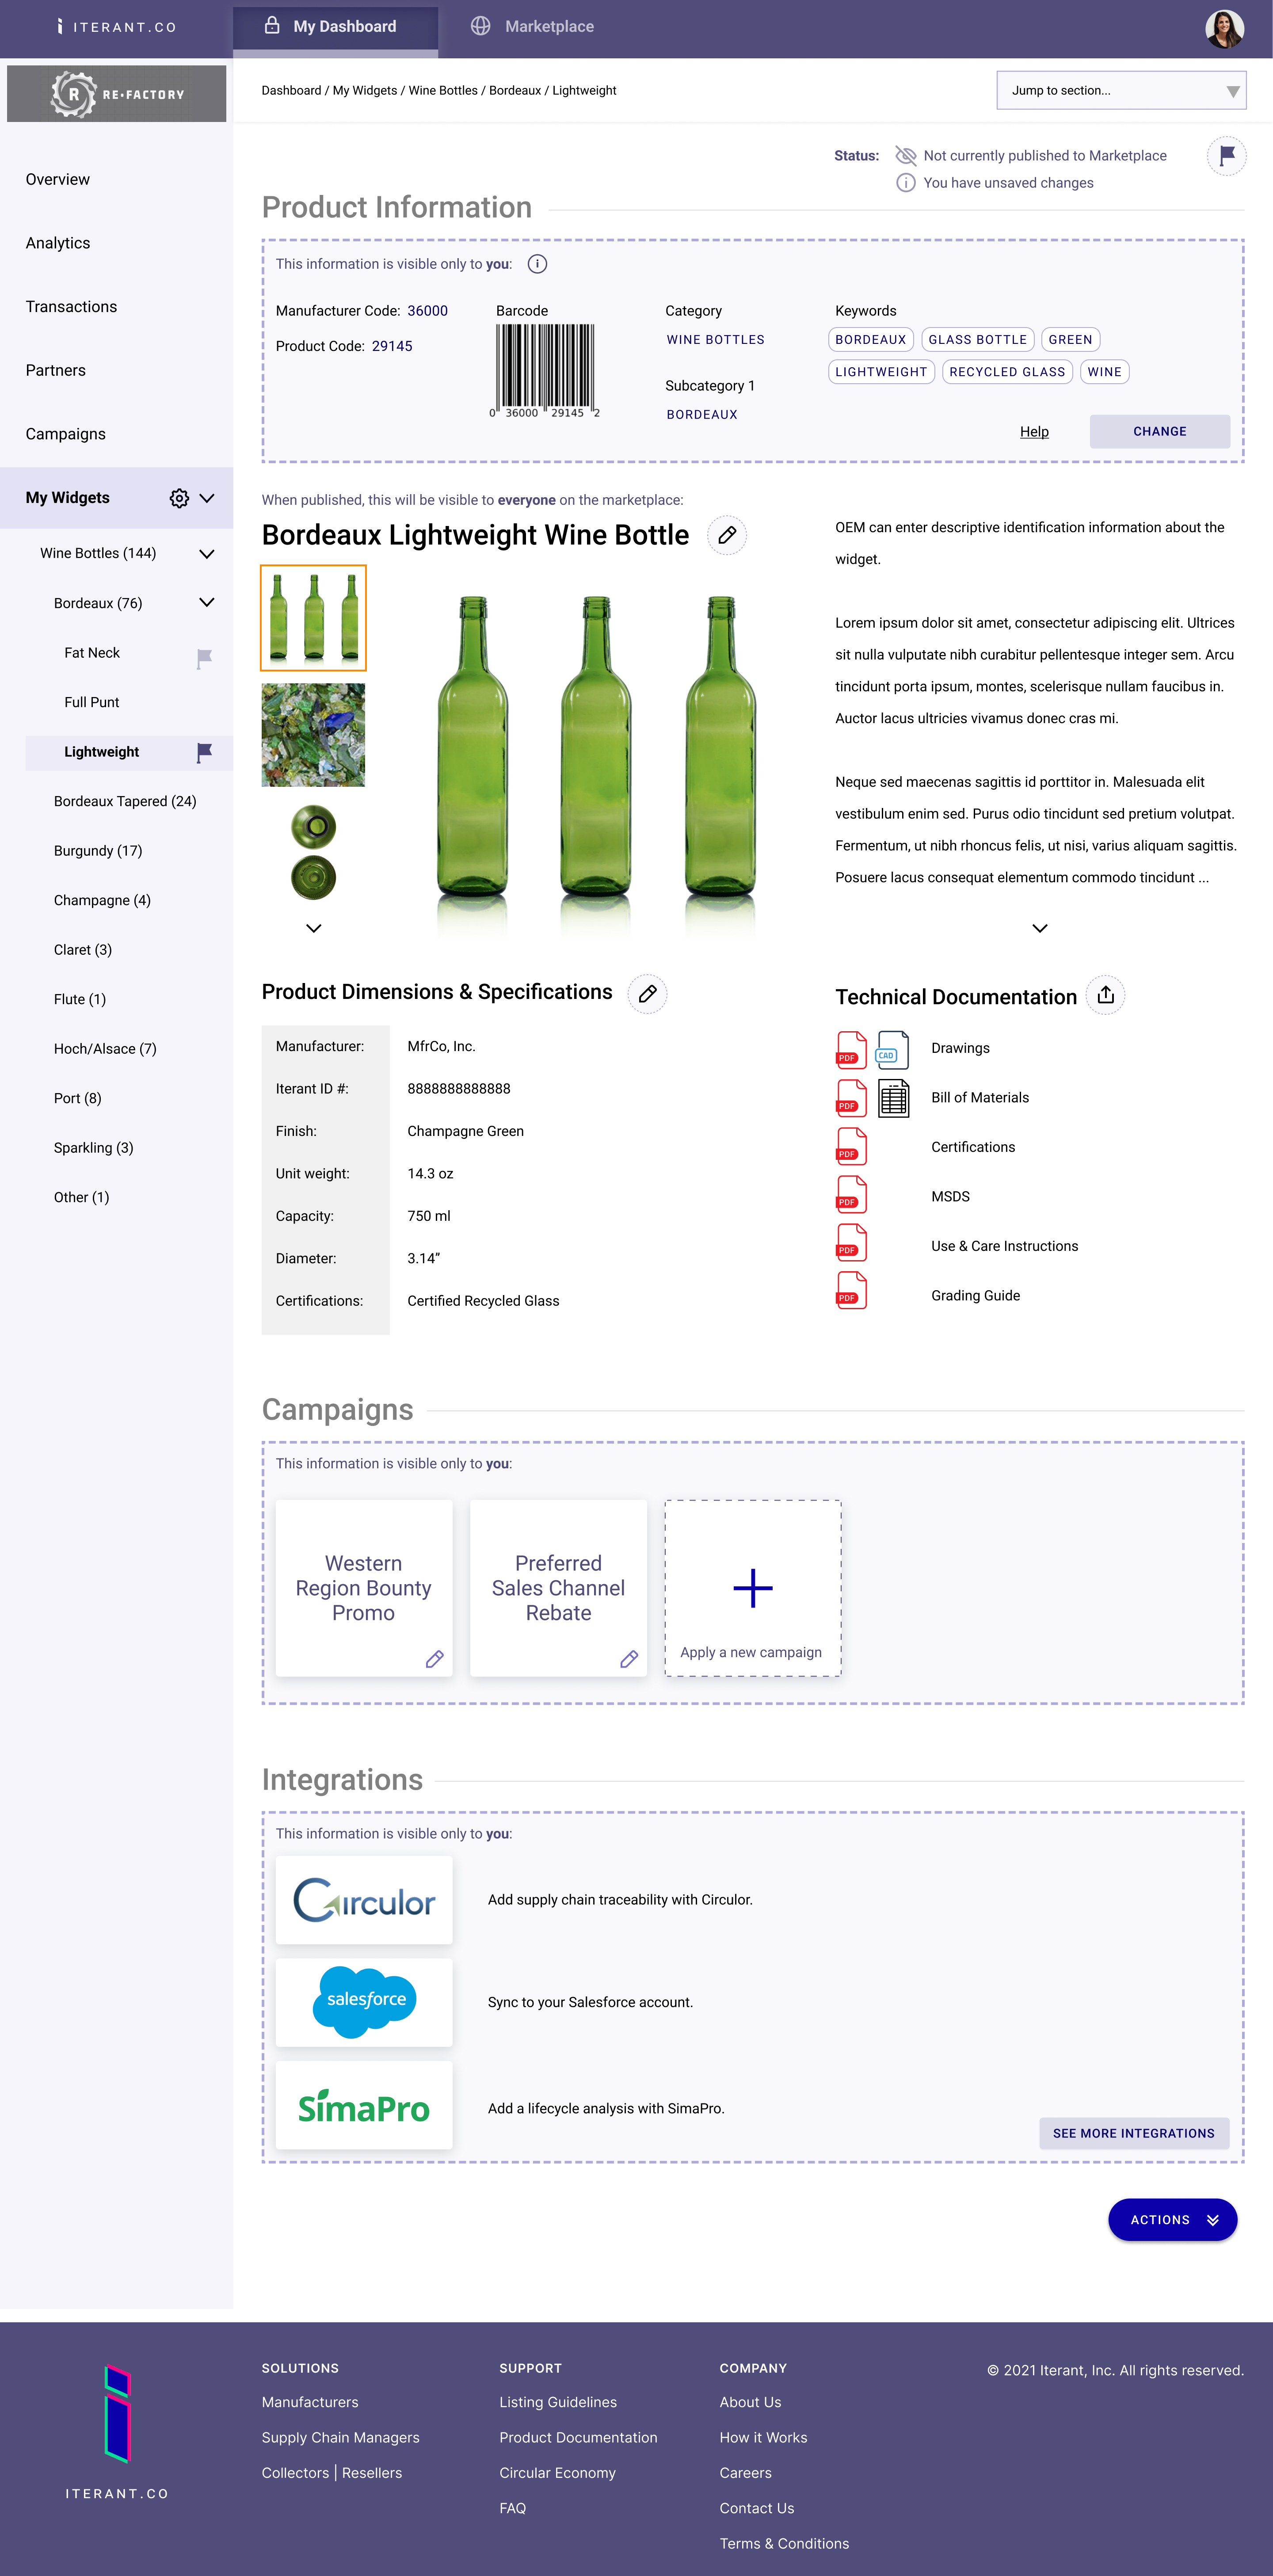 ITERANT.CO
My Dashboard
Marketplace
RE•FACTORY
Dashboard / My Widgets / Wine Bottles / Bordeaux / Lightweight
Jump to section...
Overview
Analytics
Transactions
Partners
Campaigns
My Widgets
Wine Bottles (144)
Bordeaux (76)
Fat Neck
Full Punt
Lightweight
Bordeaux Tapered (24)
Burgundy (17)
Champagne (4)
Claret (3)
Flute (1)
Hoch/Alsace (7)
Port (8)
Sparkling (3)
Other (1)
Status:
Not currently published to Marketplace
You have unsaved changes
Product Information
This information is visible only to you:
Manufacturer Code: 36000
Product Code: 29145
Barcode
0 36000 29145 2
Category
WINE BOTTLES
Subcategory 1
BORDEAUX
Keywords
BORDEAUX GLASS BOTTLE GREEN
LIGHTWEIGHT RECYCLED GLASS WINE
Help
CHANGE
When published, this will be visible to everyone on the marketplace:
Bordeaux Lightweight Wine Bottle
OEM can enter descriptive identification information about the
widget.
Lorem ipsum dolor sit amet, consectetur adipiscing elit. Ultrices
sit nulla vulputate nibh curabitur pellentesque integer sem. Arcu
tincidunt porta ipsum, montes, scelerisque nullam faucibus in.
Auctor lacus ultricies vivamus donec cras mi.
Neque sed maecenas sagittis id porttitor in. Malesuada elit
vestibulum enim sed. Purus odio tincidunt sed pretium volutpat.
Fermentum, ut nibh rhoncus felis, ut nisi, varius aliquam sagittis.
Posuere lacus consequat elementum commodo tincidunt ...
Product Dimensions & Specifications
Manufacturer: MfrCo, Inc.
Iterant ID #: 8888888888888
Finish: Champagne Green
Unit weight: 14.3 oz
Capacity: 750 ml
Diameter: 3.14”
Certifications: Certified Recycled Glass
Technical Documentation
PDF CAD Drawings
PDF Bill of Materials
PDF Certifications
PDF MSDS
PDF Use & Care Instructions
PDF Grading Guide
Campaigns
This information is visible only to you:
Western
Region Bounty
Promo
Preferred
Sales Channel
Rebate
Apply a new campaign
Integrations
This information is visible only to you:
Circulor
Add supply chain traceability with Circulor.
salesforce
Sync to your Salesforce account.
SimaPro
Add a lifecycle analysis with SimaPro.
SEE MORE INTEGRATIONS
ACTIONS
ITERANT.CO
SOLUTIONS
Manufacturers
Supply Chain Managers
Collectors | Resellers
SUPPORT
Listing Guidelines
Product Documentation
Circular Economy
FAQ
COMPANY
About Us
How it Works
Careers
Contact Us
Terms & Conditions
© 2021 Iterant, Inc. All rights reserved.